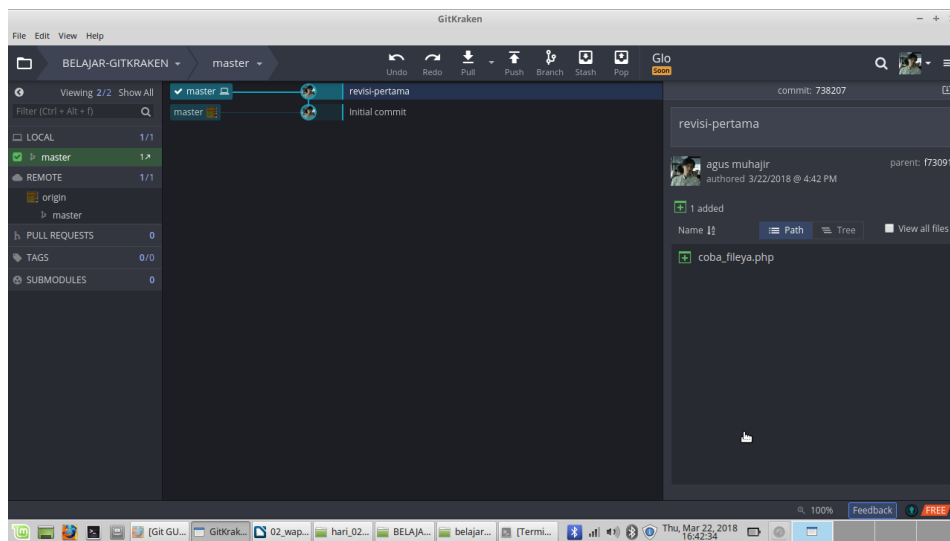 GitKraken
File Edit View Help
BELAJAR-GITKRAKEN
master
Undo Redo Pull Push Branch Stash Pop
Glo
Soon
Viewing 2/2 Show All
Filter (Ctrl + Alt + f)
LOCAL 1/1
master 1
REMOTE 1/1
origin
master
PULL REQUESTS 0
TAGS 0/0
SUBMODULES 0
master revisi-pertama
master Initial commit
commit: 738207
revisi-pertama
agus muhajir
authored 3/22/2018 @ 4:42 PM
parent: f73091
1 added
Name Path Tree View all files
coba_fileya.php
100% Feedback FREE
[Git GU... GitKrak... 02_wap... hari_02... BELAJA... belajar... [Termi... Thu, Mar 22, 2018
16:42:34